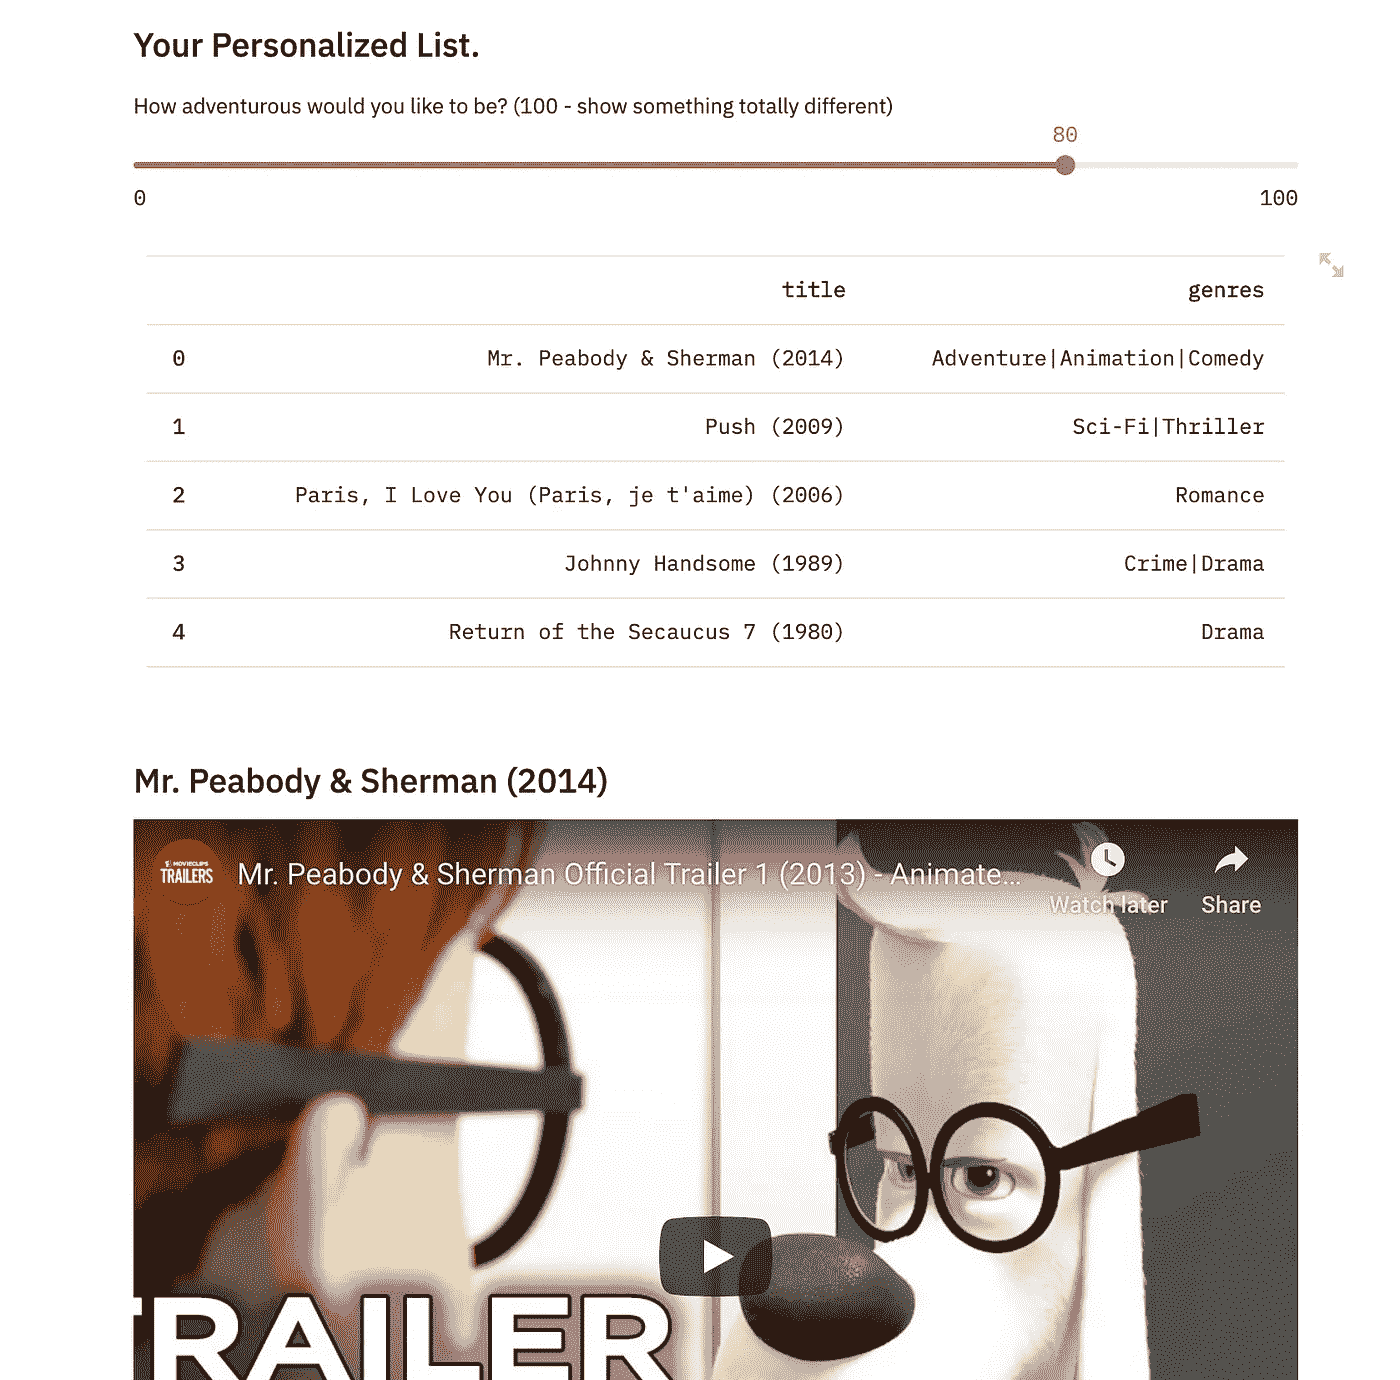 Your Personalized List.
How adventurous would you like to be? (100 - show something totally different)
80
0 100
title genres
0 Mr. Peabody & Sherman (2014) Adventure|Animation|Comedy
1 Push (2009) Sci-Fi|Thriller
2 Paris, I Love You (Paris, je t'aime) (2006) Romance
3 Johnny Handsome (1989) Crime|Drama
4 Return of the Secaucus 7 (1980) Drama
Mr. Peabody & Sherman (2014)
MOVIECLIPS
TRAILERS
Mr. Peabody & Sherman Official Trailer 1 (2013) - Animate...
Watch later Share
TRAILER